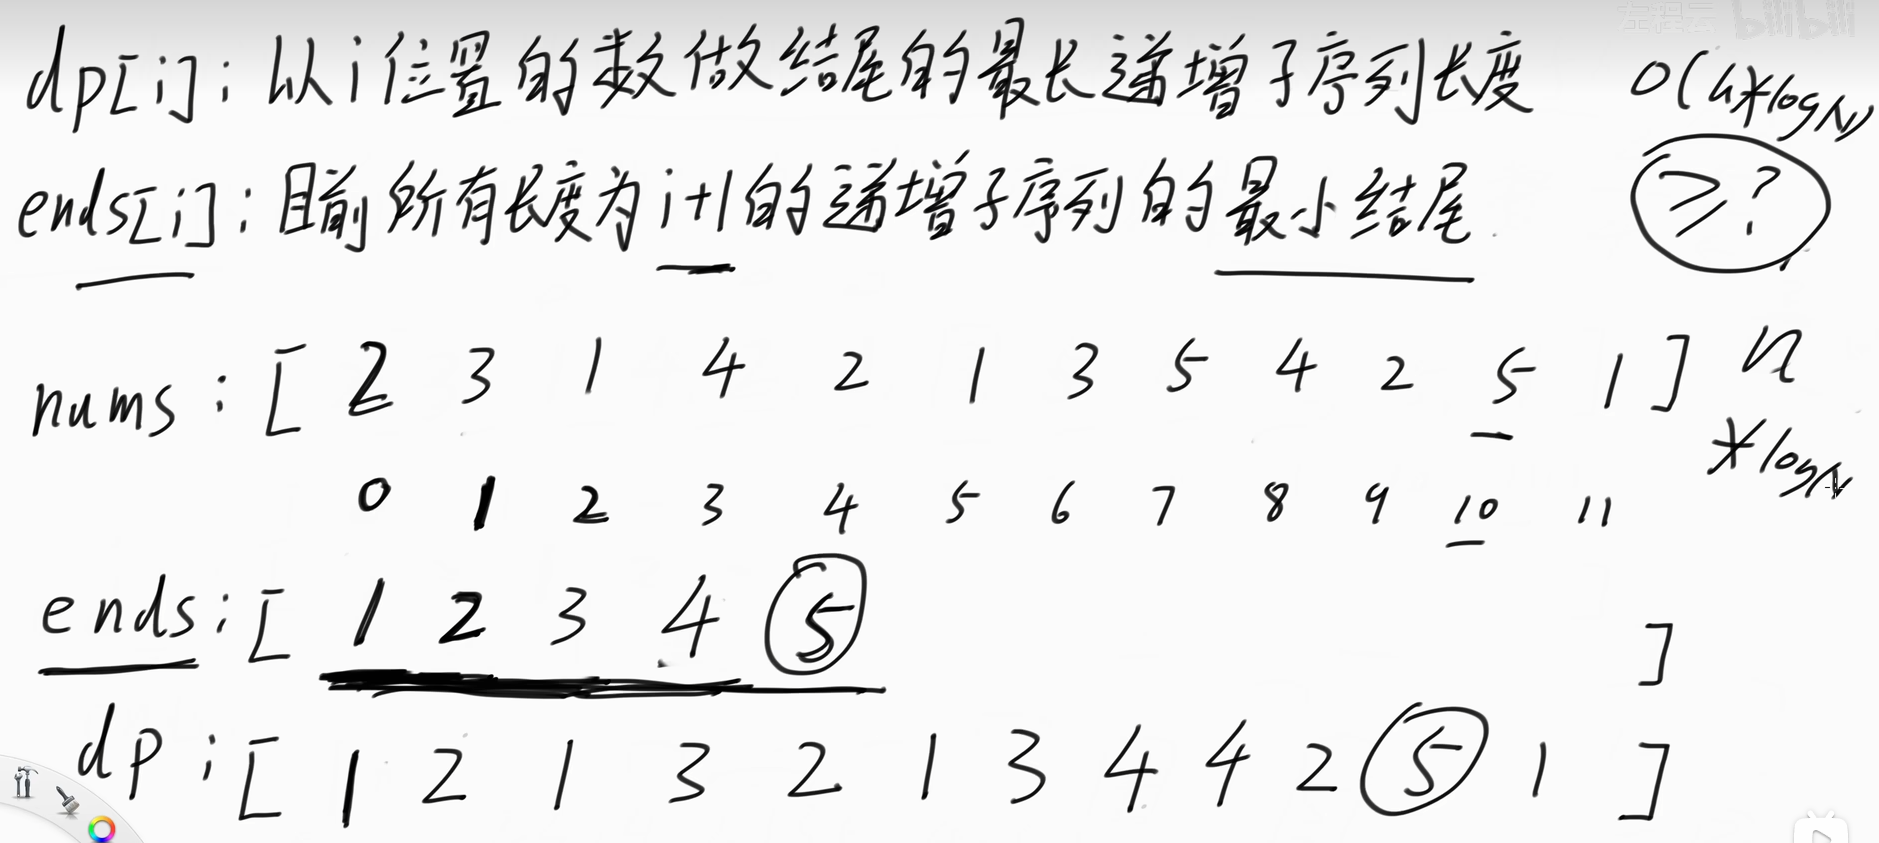 左程云 bilibili
dp[i]: 以i位置的数做结尾的最长递增子序列长度 O(n*logn)
ends[i]: 目前所有长度为i+1的递增子序列的最小结尾 ≥?
nums: [ 2 3 1 4 2 1 3 5 4 2 5 1 ] n
*logn
0 1 2 3 4 5 6 7 8 9 10 11
ends: [ 1 2 3 4 5 ]
dp: [ 1 2 1 3 2 1 3 4 4 2 5 1 ]